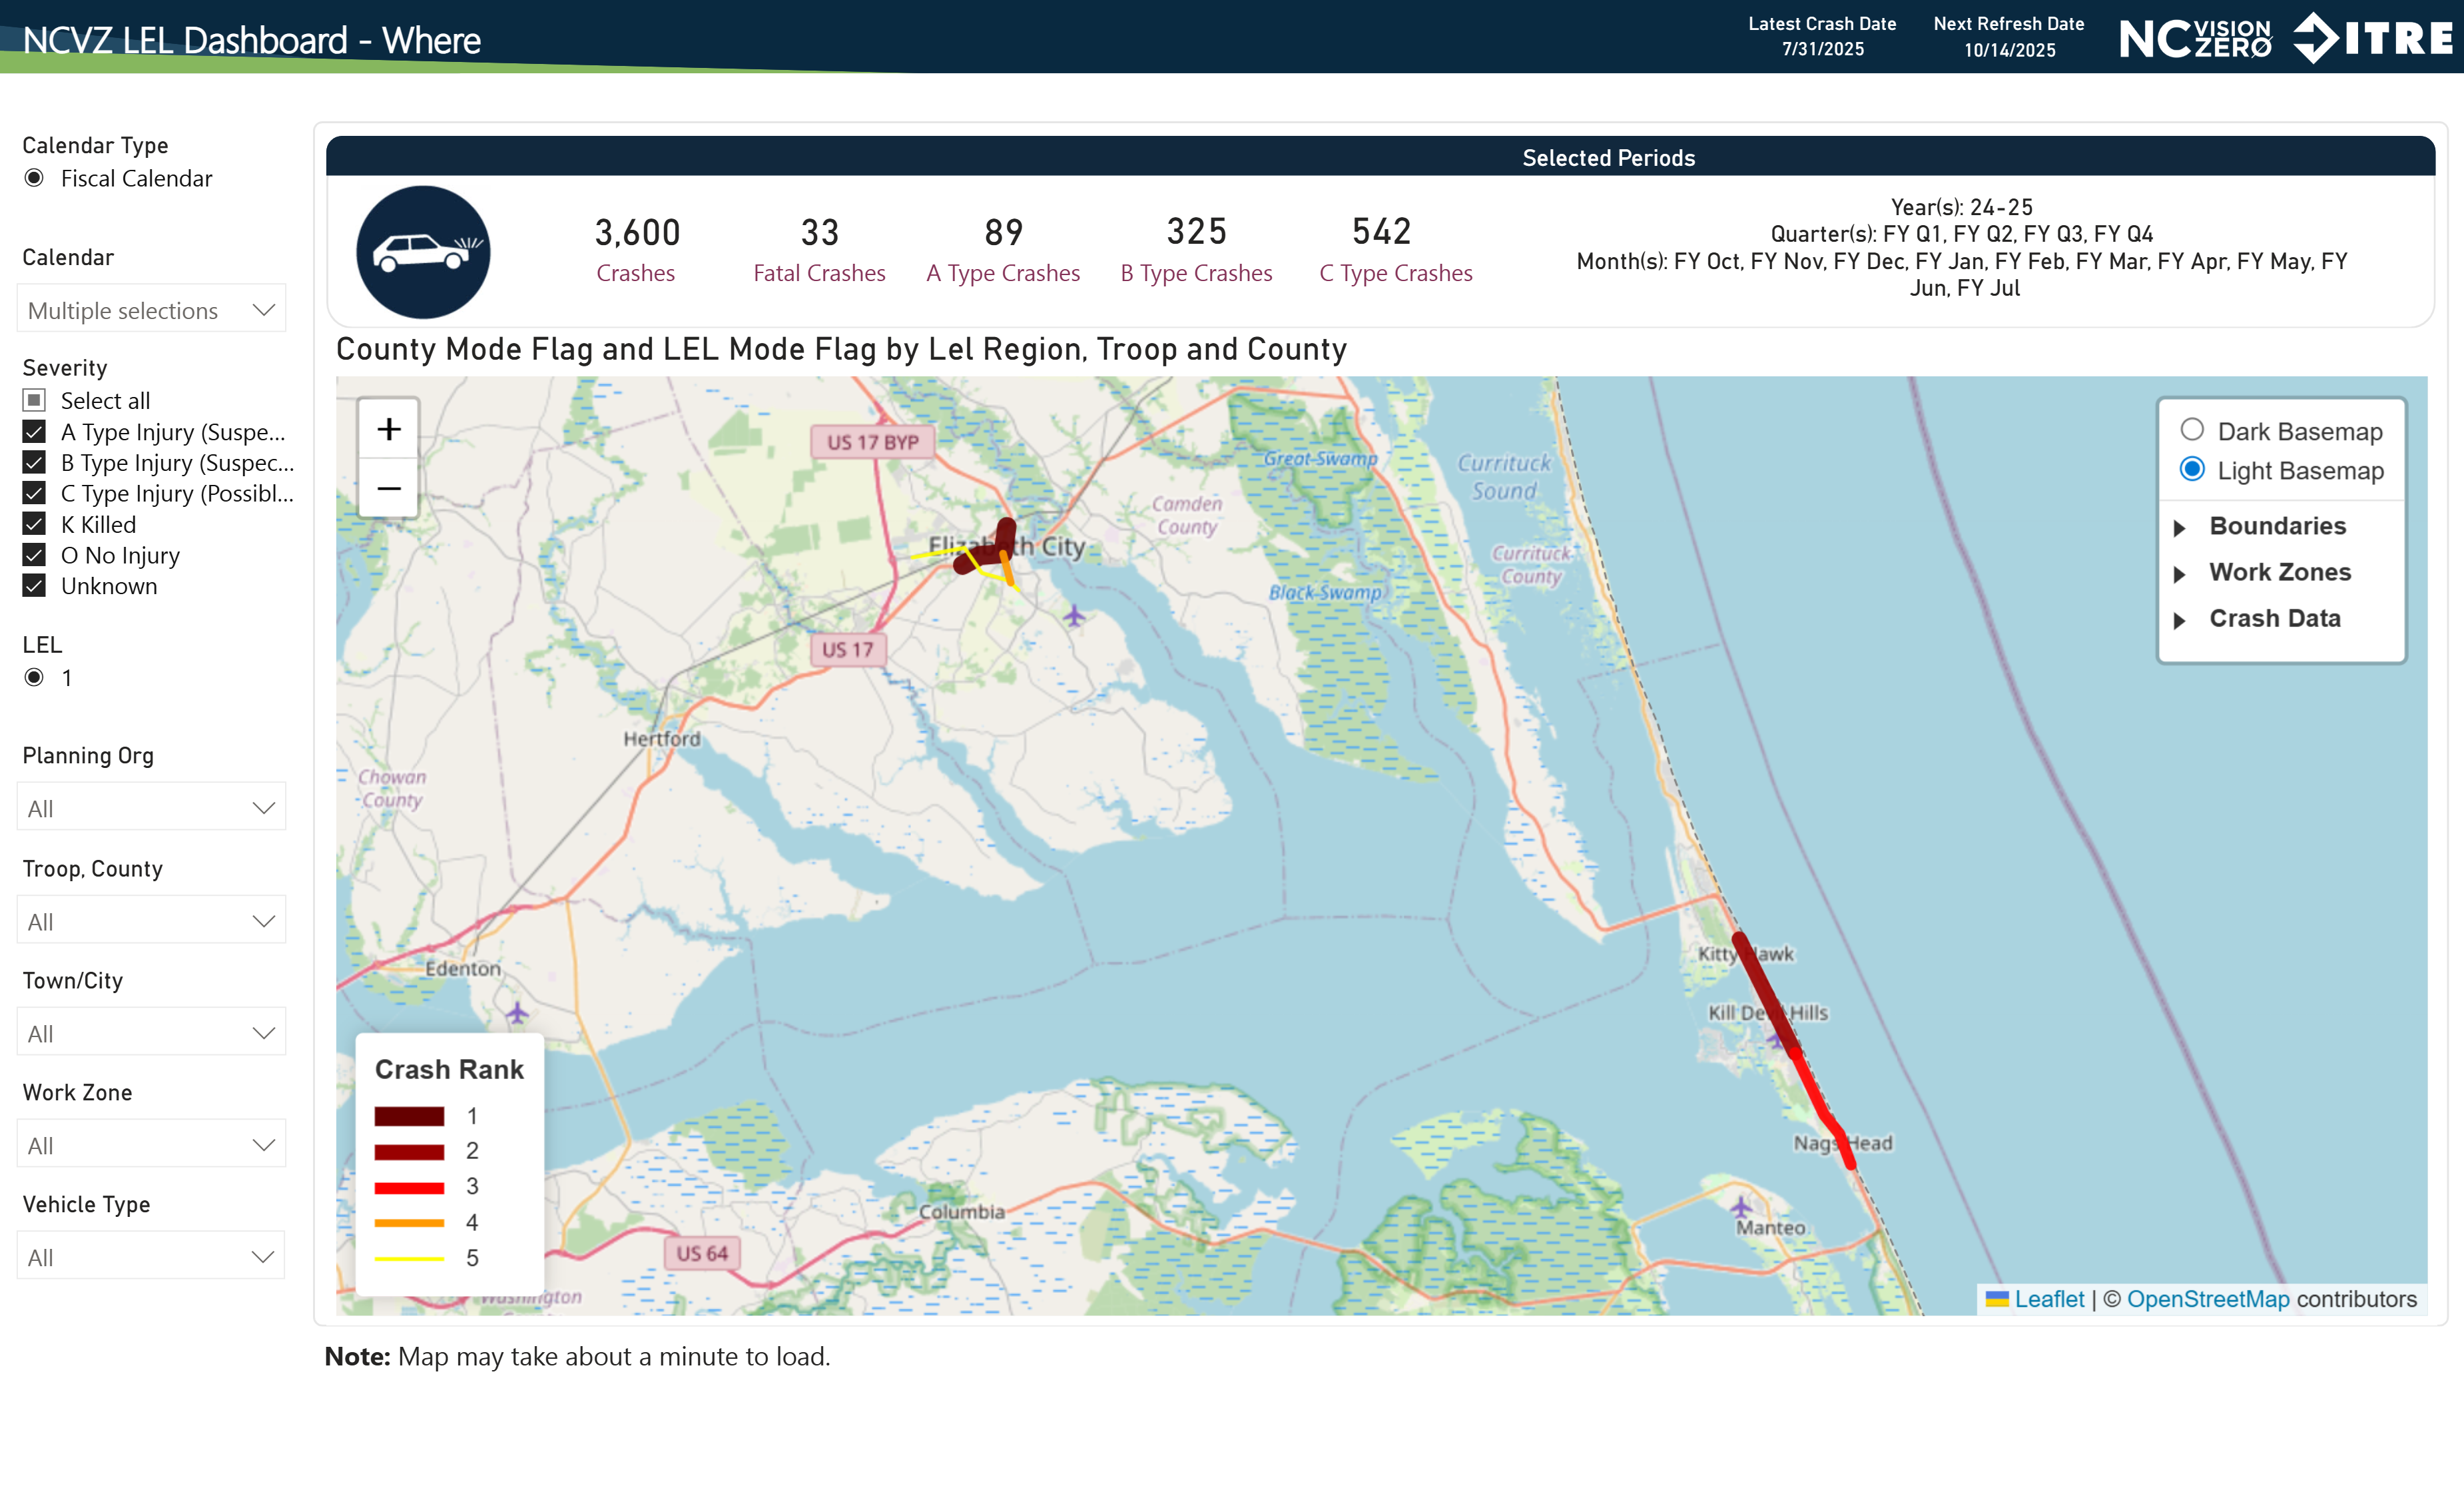 NCVZ LEL Dashboard - Where
Latest Crash Date
7/31/2025
Next Refresh Date
10/14/2025
NC VISION ZERO
ITRE
Calendar Type
Fiscal Calendar
Calendar
Multiple selections
Severity
Select all
A Type Injury (Suspe...
B Type Injury (Suspec...
C Type Injury (Possibl...
K Killed
O No Injury
Unknown
LEL
1
Planning Org
All
Troop, County
All
Town/City
All
Work Zone
All
Vehicle Type
All
Selected Periods
3,600
Crashes
33
Fatal Crashes
89
A Type Crashes
325
B Type Crashes
542
C Type Crashes
Year(s): 24-25
Quarter(s): FY Q1, FY Q2, FY Q3, FY Q4
Month(s): FY Oct, FY Nov, FY Dec, FY Jan, FY Feb, FY Mar, FY Apr, FY May, FY
Jun, FY Jul
County Mode Flag and LEL Mode Flag by Lel Region, Troop and County
+
−
US 17 BYP
Great Swamp
Currituck
Sound
Camden
County
Elizabeth City
Currituck
County
Black Swamp
US 17
Hertford
Chowan
County
Edenton
Kitty Hawk
Kill Devil Hills
Nags Head
Columbia
Manteo
US 64
Washington
Dark Basemap
Light Basemap
Boundaries
Work Zones
Crash Data
Crash Rank
1
2
3
4
5
Leaflet | © OpenStreetMap contributors
Note: Map may take about a minute to load.